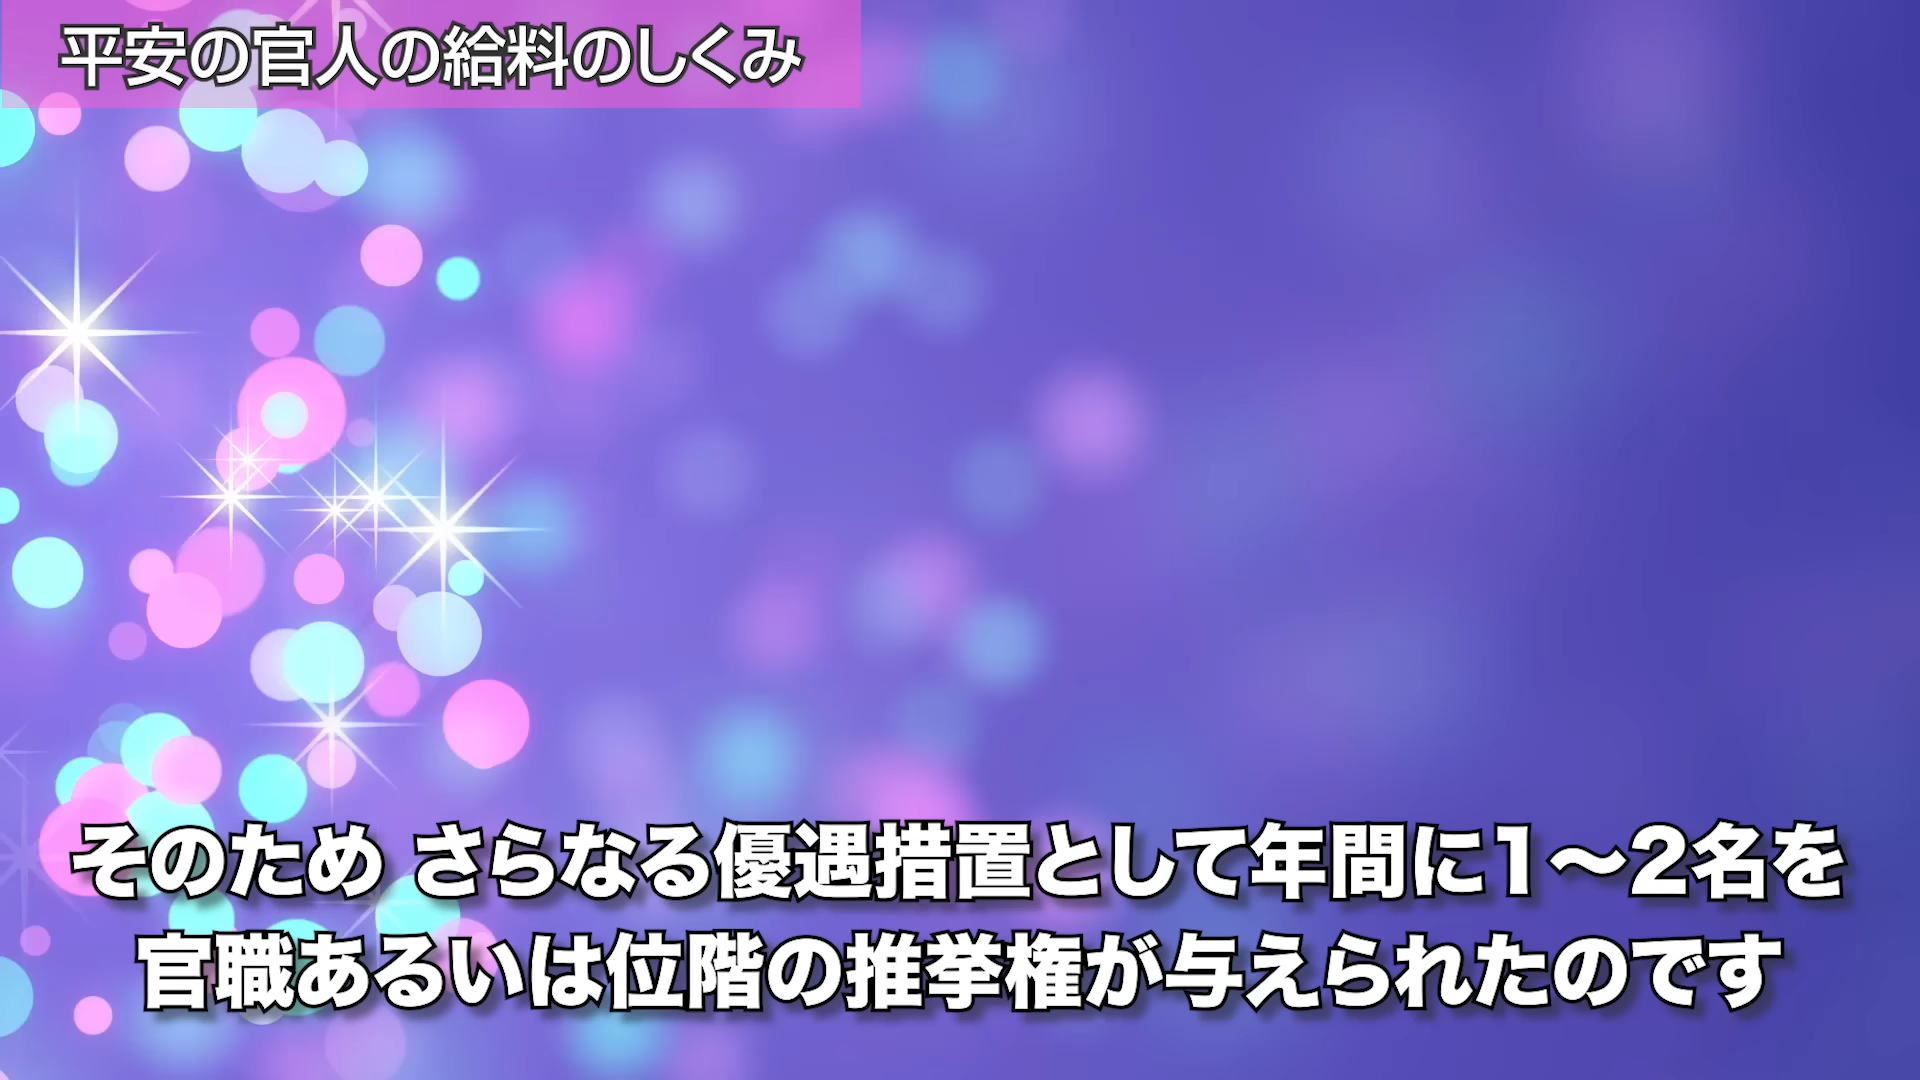 平安の官人の給料のしくみ
そのため さらなる優遇措置として年間に1～2名を
官職あるいは位階の推挙権が与えられたのです